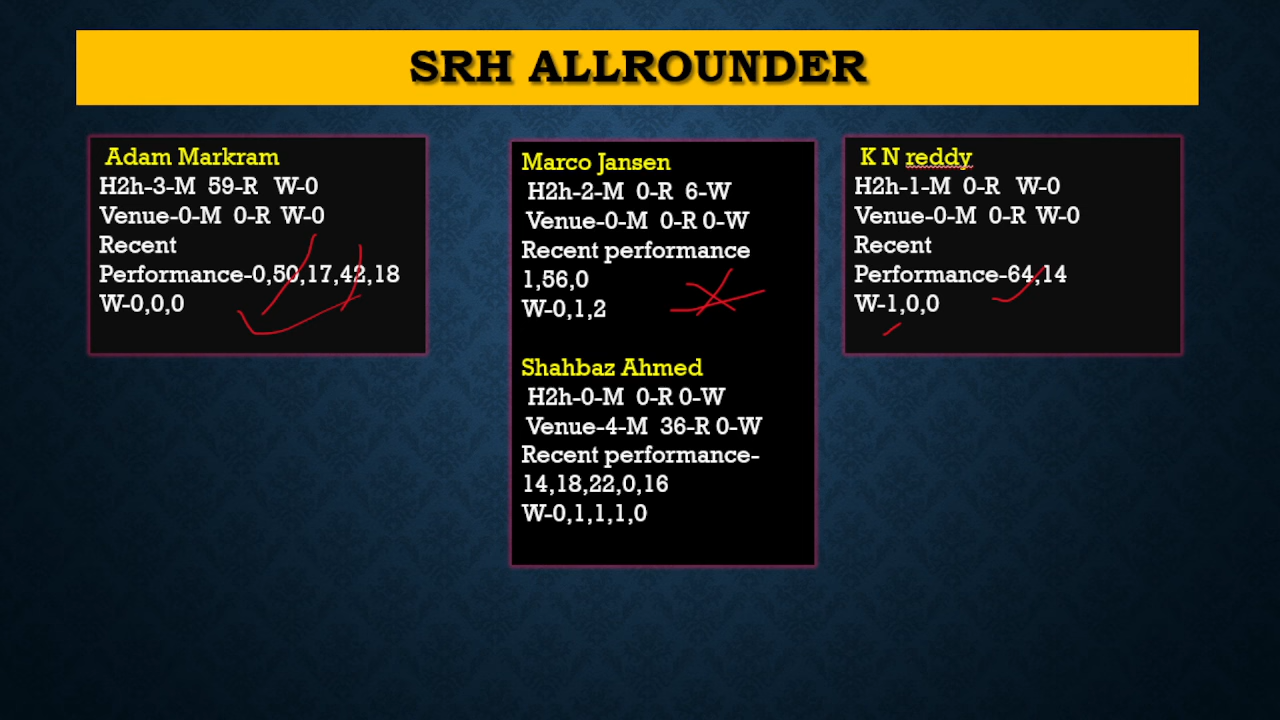 SRH ALLROUNDER
Adam Markram
H2h-3-M 59-R W-0
Venue-0-M 0-R W-0
Recent
Performance-0,50,17,42,18
W-0,0,0
Marco Jansen
H2h-2-M 0-R 6-W
Venue-0-M 0-R 0-W
Recent performance
1,56,0
W-0,1,2
Shahbaz Ahmed
H2h-0-M 0-R 0-W
Venue-4-M 36-R 0-W
Recent performance-
14,18,22,0,16
W-0,1,1,1,0
K N reddy
H2h-1-M 0-R W-0
Venue-0-M 0-R W-0
Recent
Performance-64,14
W-1,0,0